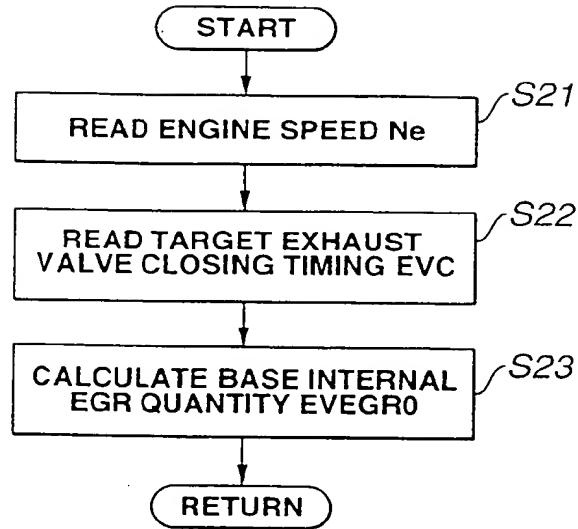 START
S21
READ ENGINE SPEED Ne
S22
READ TARGET EXHAUST
VALVE CLOSING TIMING EVC
S23
CALCULATE BASE INTERNAL
EGR QUANTITY EVEGR0
RETURN